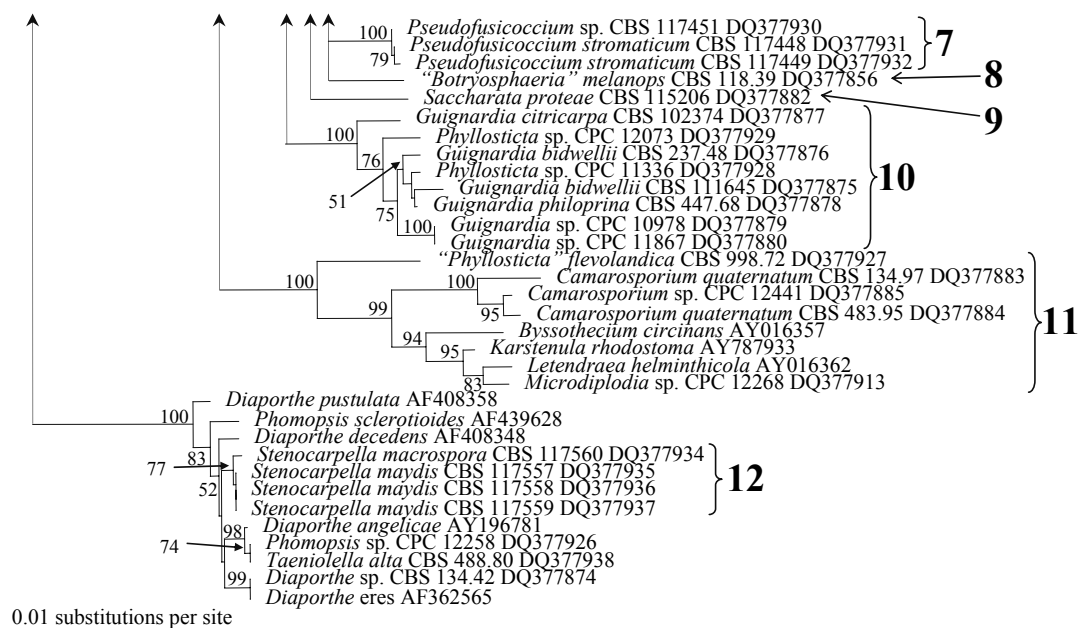 Pseudofusicoccium sp. CBS 117451 DQ377930
100
Pseudofusicoccium stromaticum CBS 117448 DQ377931
7
79
Pseudofusicoccium stromaticum CBS 117449 DQ377932
“Botryosphaeria” melanops CBS 118.39 DQ377856
8
Saccharata proteae CBS 115206 DQ377882
9
Guignardia citricarpa CBS 102374 DQ377877
100
Phyllosticta sp. CPC 12073 DQ377929
Guignardia bidwellii CBS 237.48 DQ377876
76
Phyllosticta sp. CPC 11336 DQ377928
10
Guignardia bidwellii CBS 111645 DQ377875
51
Guignardia philoprina CBS 447.68 DQ377878
75
Guignardia sp. CPC 10978 DQ377879
100
Guignardia sp. CPC 11867 DQ377880
“Phyllosticta” flevolandica CBS 998.72 DQ377927
100
Camarosporium quaternatum CBS 134.97 DQ377883
100
Camarosporium sp. CPC 12441 DQ377885
99
95
Camarosporium quaternatum CBS 483.95 DQ377884
11
Byssothecium circinans AY016357
94
Karstenula rhodostoma AY787933
95
Letendraea helminthicola AY016362
83
Microdiplodia sp. CPC 12268 DQ377913
Diaporthe pustulata AF408358
100
Phomopsis sclerotioides AF439628
Diaporthe decedens AF408348
83
Stenocarpella macrospora CBS 117560 DQ377934
77
Stenocarpella maydis CBS 117557 DQ377935
12
52
Stenocarpella maydis CBS 117558 DQ377936
Stenocarpella maydis CBS 117559 DQ377937
Diaporthe angelicae AY196781
98
Phomopsis sp. CPC 12258 DQ377926
74
Taeniolella alta CBS 488.80 DQ377938
Diaporthe sp. CBS 134.42 DQ377874
99
Diaporthe eres AF362565
0.01 substitutions per site